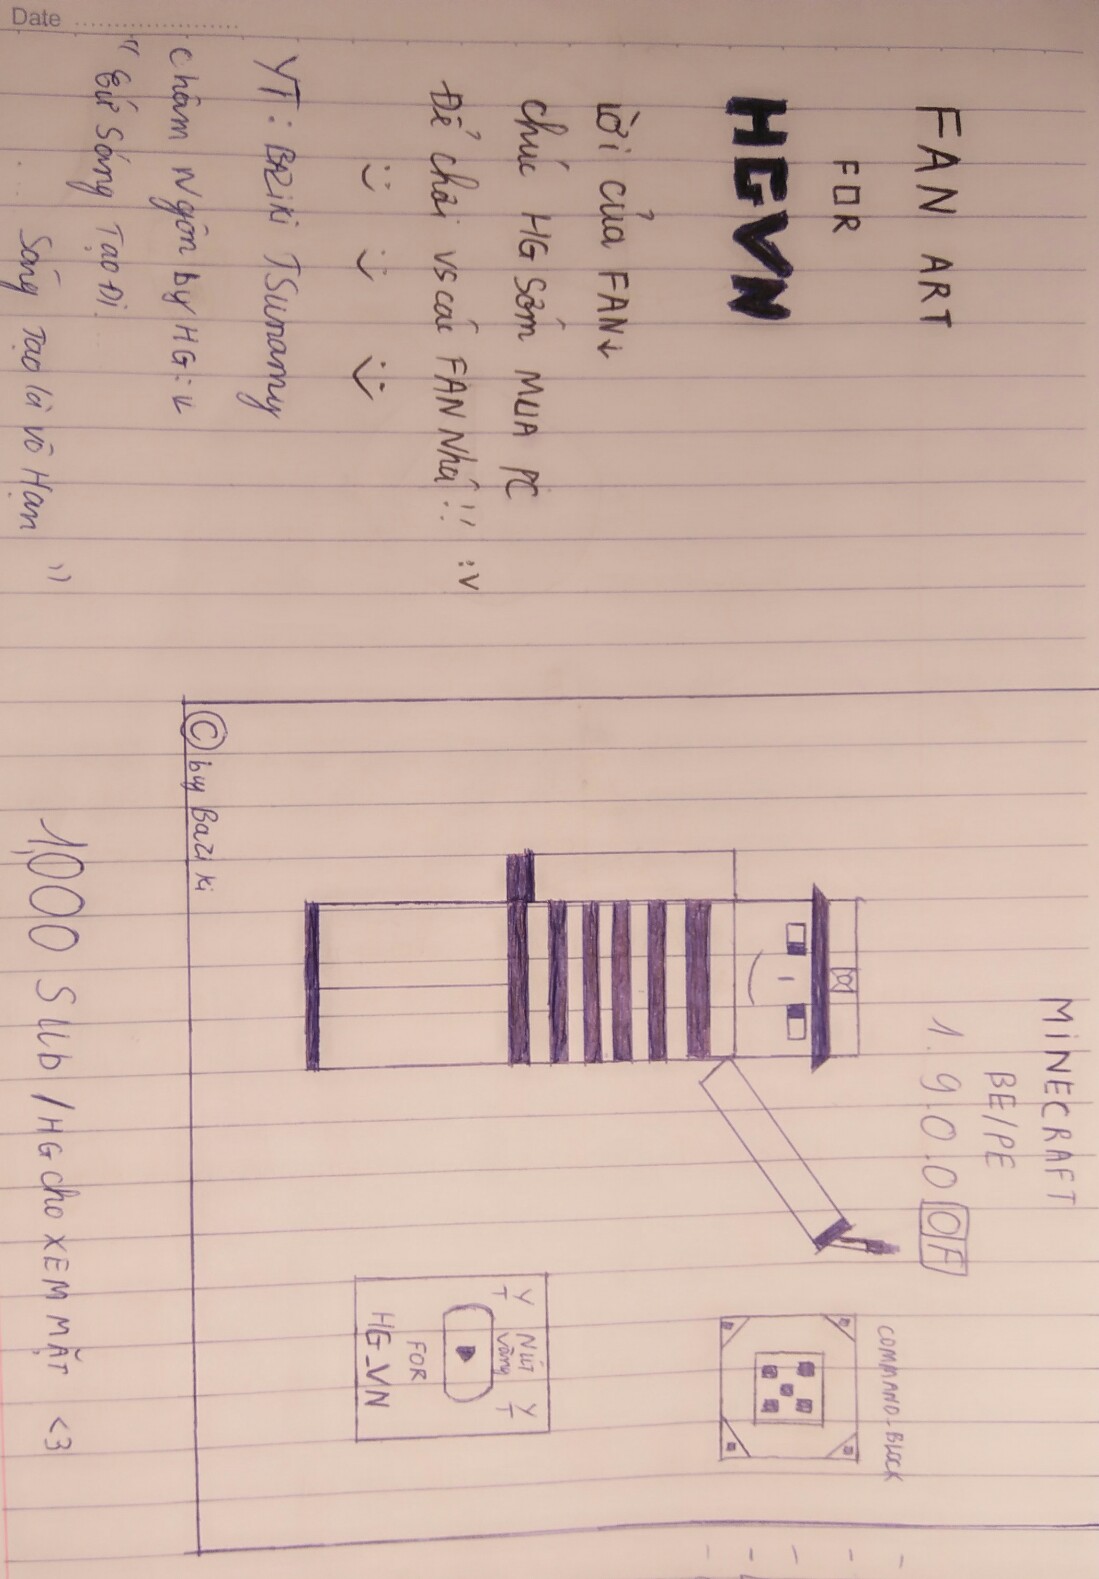 FAN ART
FOR
HGVN
Lời của FAN↓
chúc HG Sớm MUA PC
Để chơi vs các FAN Nhá!! :V
YT: BAZIKI TSunamy
Châm Ngôn by HG:↓
"Cứ Sáng Tạo Đi.
Sáng Tạo là vô Hạn"
MINECRAFT
BE/PE
1.9.0.0 OF
COMMAND-BLOCK
YT Nút YT
vàng
FOR
HG_VN
© by Baziki
1,000 Sub / HG cho XEM MẶT <3
Date